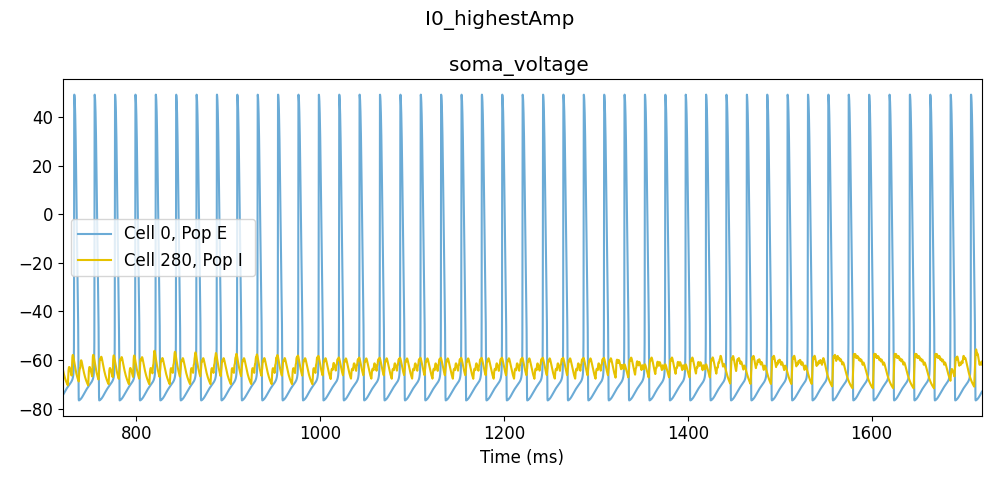 I0_highestAmp
soma_voltage
40
20
0
−20
−40
−60
−80
Cell 0, Pop E
Cell 280, Pop I
800 1000 1200 1400 1600
Time (ms)